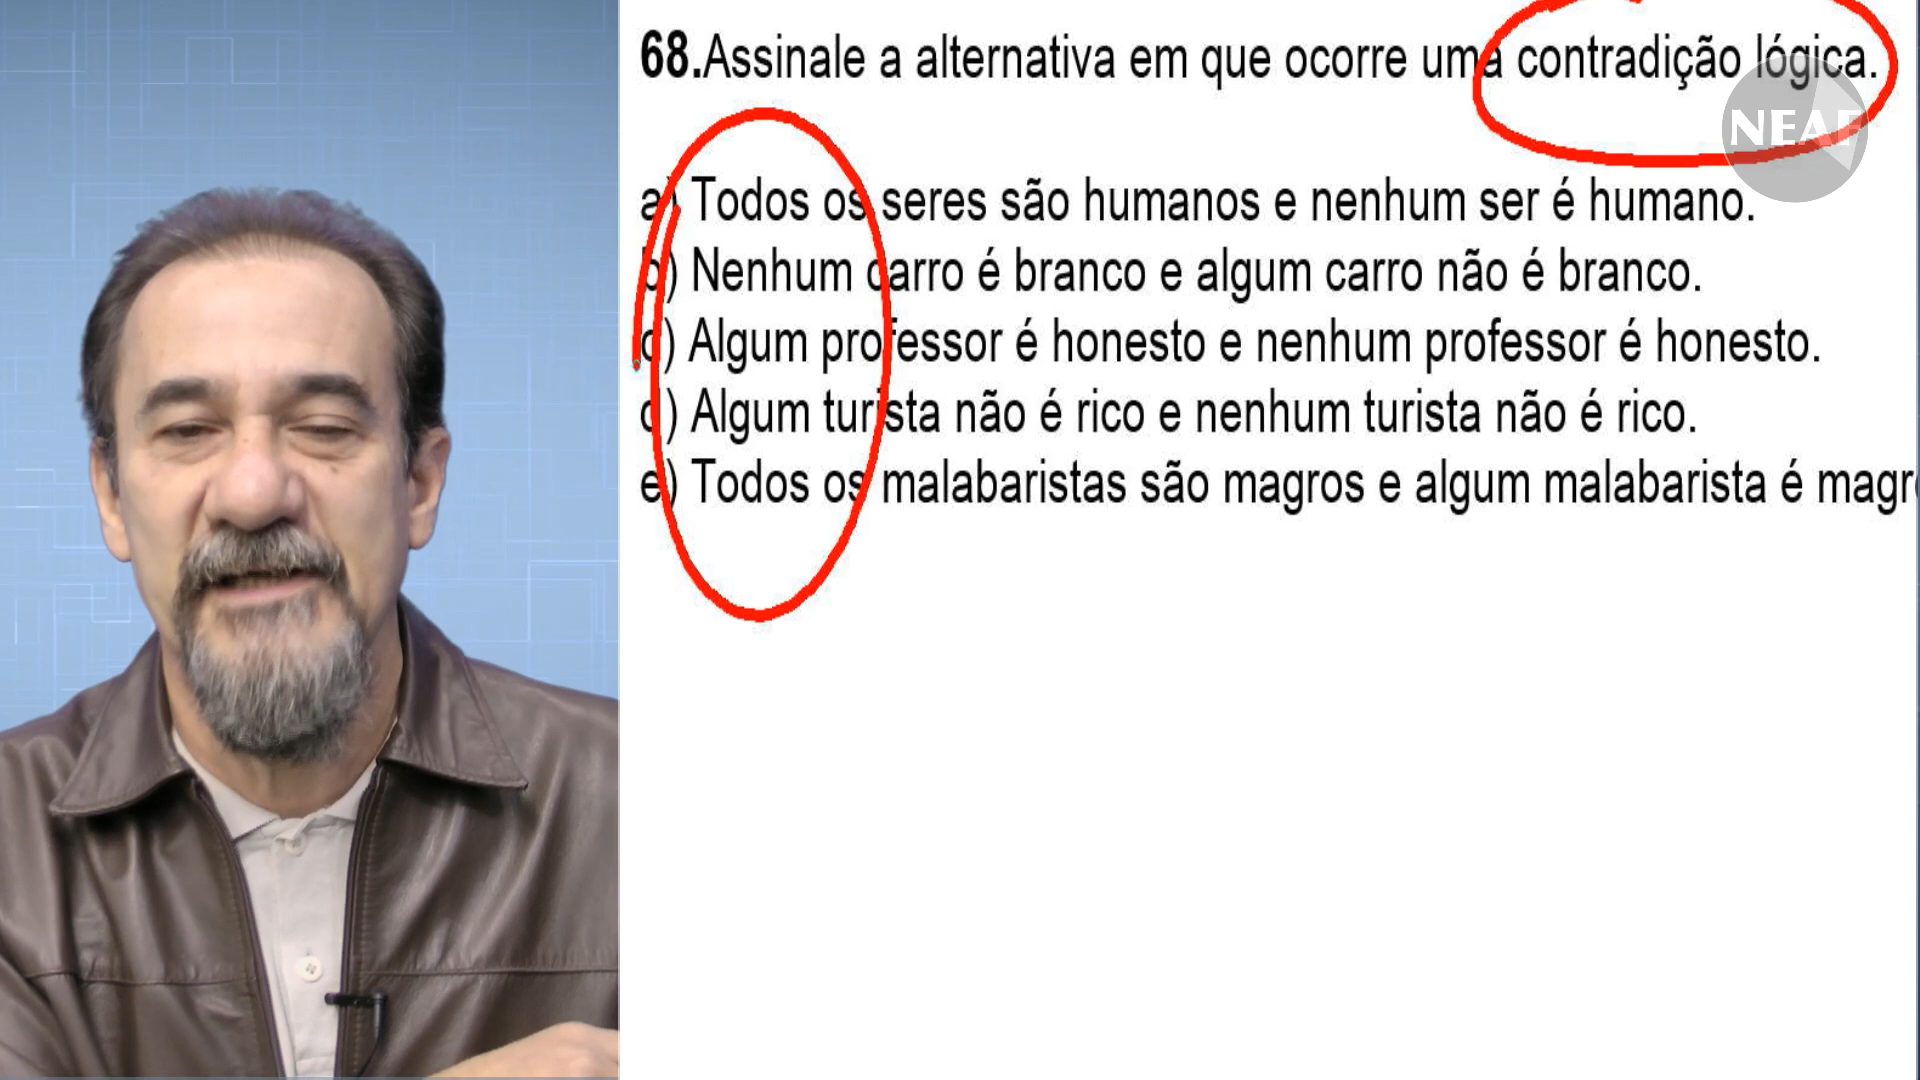 68.Assinale a alternativa em que ocorre uma contradição lógica.
NEAF
a) Todos os seres são humanos e nenhum ser é humano.
b) Nenhum carro é branco e algum carro não é branco.
c) Algum professor é honesto e nenhum professor é honesto.
d) Algum turista não é rico e nenhum turista não é rico.
e) Todos os malabaristas são magros e algum malabarista é magr